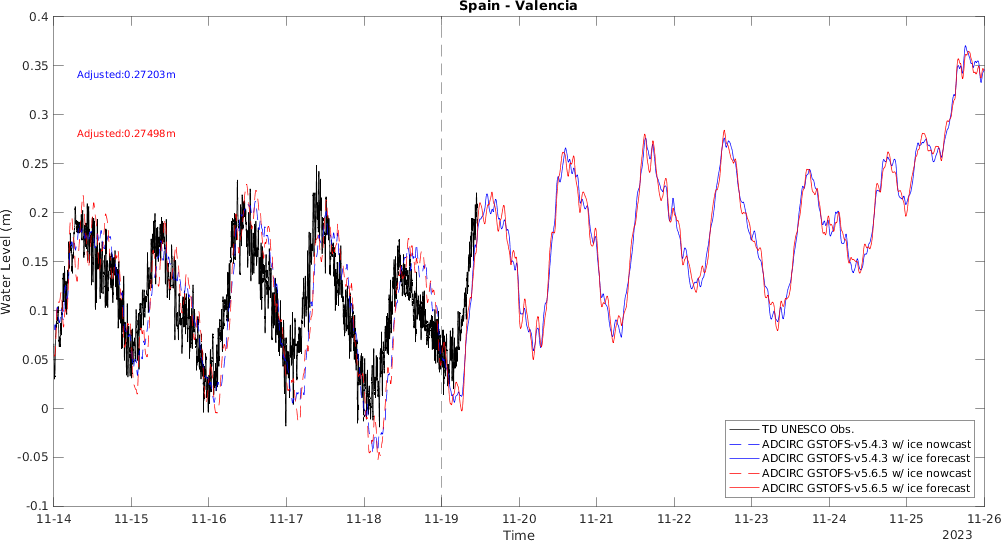 Spain - Valencia
0.4
0.35
0.3
0.25
0.2
0.15
0.1
0.05
0
-0.05
-0.1
Water Level (m)
Adjusted:0.27203m
Adjusted:0.27498m
TD UNESCO Obs.
ADCIRC GSTOFS-v5.4.3 w/ ice nowcast
ADCIRC GSTOFS-v5.4.3 w/ ice forecast
ADCIRC GSTOFS-v5.6.5 w/ ice nowcast
ADCIRC GSTOFS-v5.6.5 w/ ice forecast
11-14 11-15 11-16 11-17 11-18 11-19 11-20 11-21 11-22 11-23 11-24 11-25 11-26
Time
2023